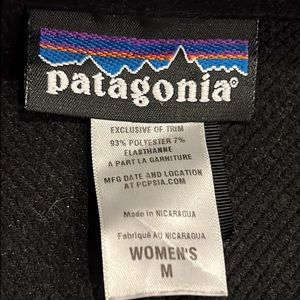 patagonia®
EXCLUSIVE OF TRIM
93% POLYESTER 7%
ELASTHANNE
A PART LA GARNITURE
MFG DATE AND LOCATION
AT PCPSIA.COM
Made in NICARAGUA
Fabriqué AU NICARAGUA
WOMEN'S
M